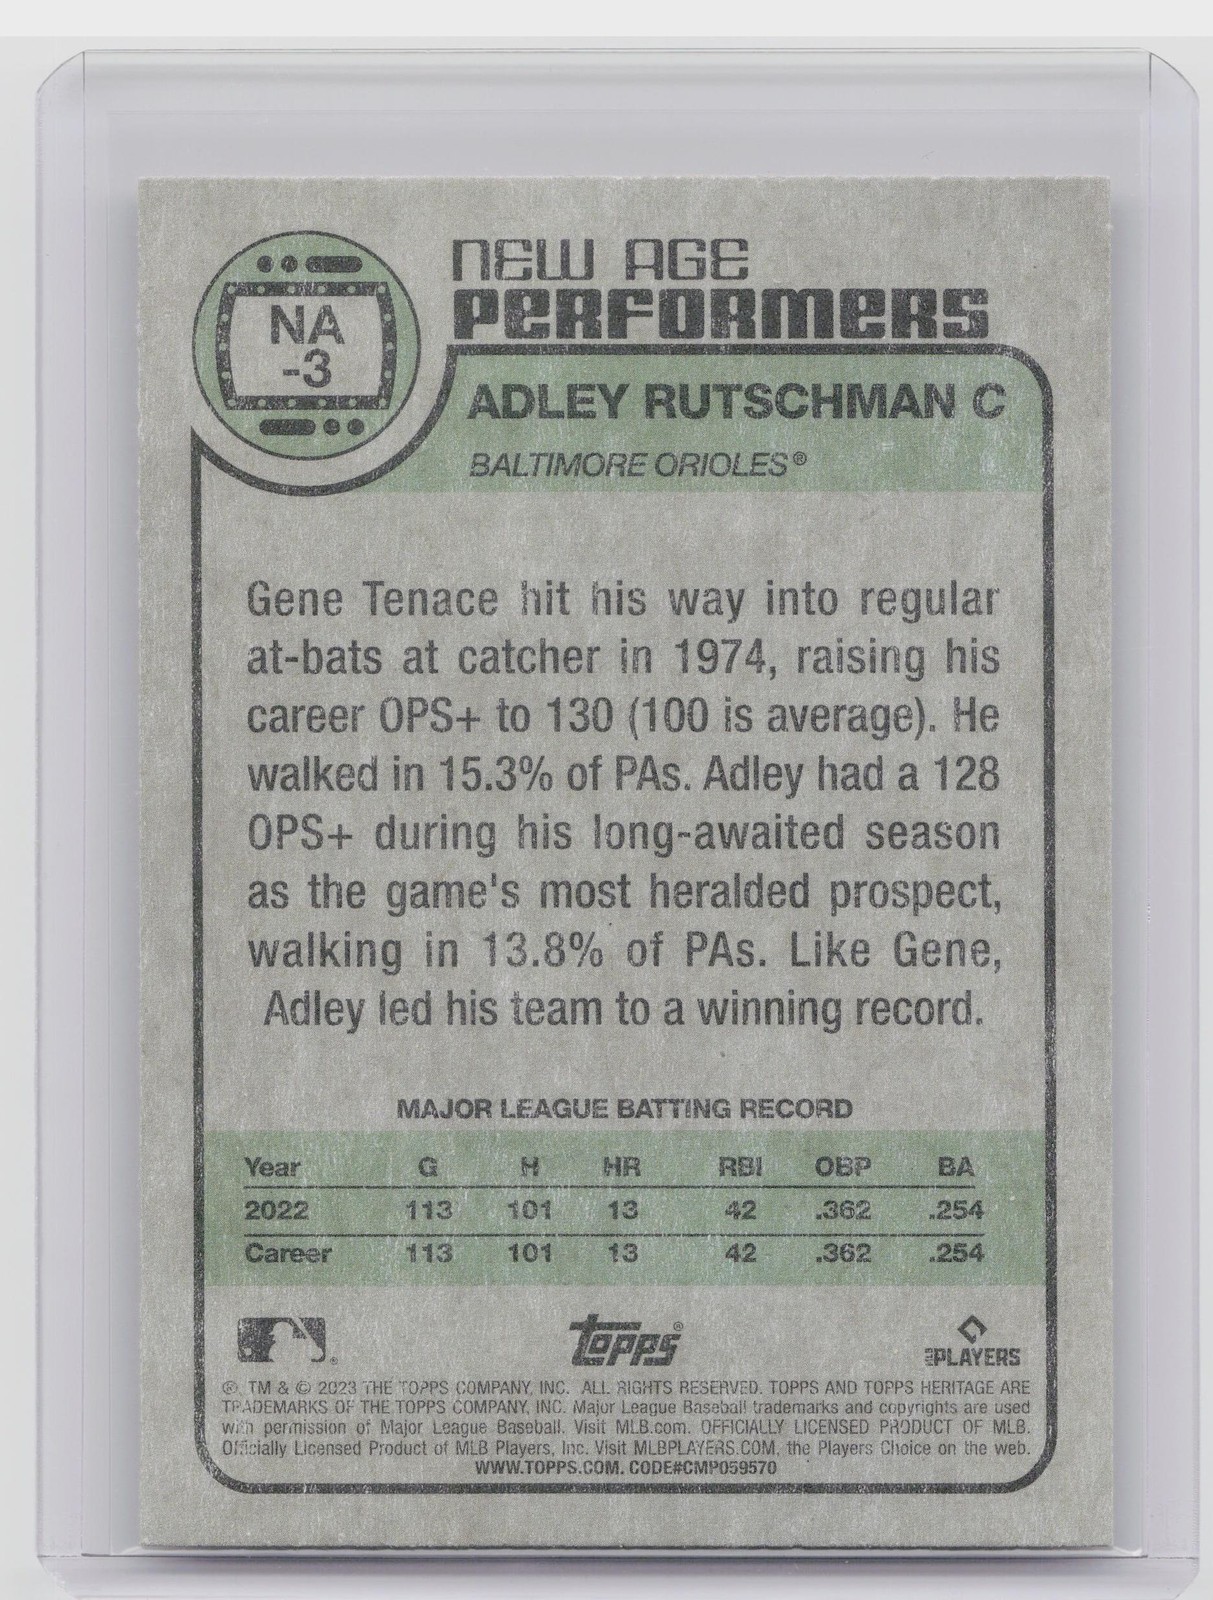 NEW AGE
PERFORMERS
NA
-3
ADLEY RUTSCHMAN C
BALTIMORE ORIOLES®
Gene Tenace hit his way into regular
at-bats at catcher in 1974, raising his
career OPS+ to 130 (100 is average). He
walked in 15.3% of PAs. Adley had a 128
OPS+ during his long-awaited season
as the game's most heralded prospect,
walking in 13.8% of PAs. Like Gene,
Adley led his team to a winning record.
MAJOR LEAGUE BATTING RECORD
Year G H HR RBI OBP BA
2022 113 101 13 42 .362 .254
Career 113 101 13 42 .362 .254
topps®
PLAYERS
®, TM & © 2023 THE TOPPS COMPANY, INC. ALL RIGHTS RESERVED. TOPPS AND TOPPS HERITAGE ARE
TRADEMARKS OF THE TOPPS COMPANY, INC. Major League Baseball trademarks and copyrights are used
with permission of Major League Baseball. Visit MLB.com. OFFICIALLY LICENSED PRODUCT OF MLB.
Officially Licensed Product of MLB Players, Inc. Visit MLBPLAYERS.COM, the Players Choice on the web.
WWW.TOPPS.COM. CODE#CMP059570